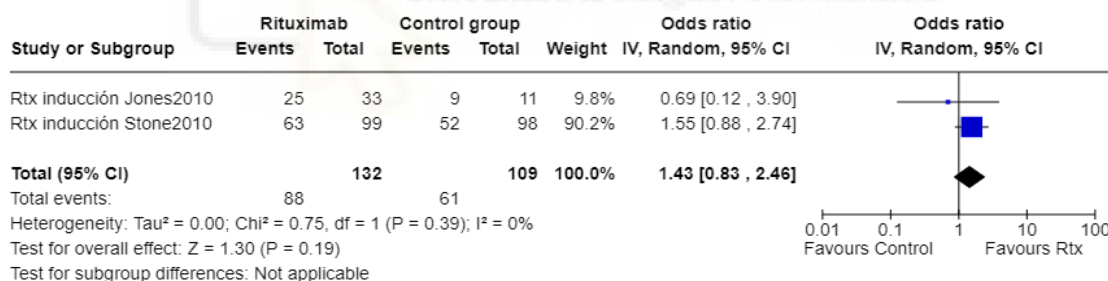 Rituximab Control group Odds ratio Odds ratio
Study or Subgroup Events Total Events Total Weight IV, Random, 95% CI IV, Random, 95% CI
Rtx inducción Jones2010 25 33 9 11 9.8% 0.69 [0.12 , 3.90]
Rtx inducción Stone2010 63 99 52 98 90.2% 1.55 [0.88 , 2.74]
Total (95% CI) 132 109 100.0% 1.43 [0.83 , 2.46]
Total events: 88 61
Heterogeneity: Tau² = 0.00; Chi² = 0.75, df = 1 (P = 0.39); I² = 0% 0.01 0.1 1 10 100
Test for overall effect: Z = 1.30 (P = 0.19) Favours Control Favours Rtx
Test for subgroup differences: Not applicable